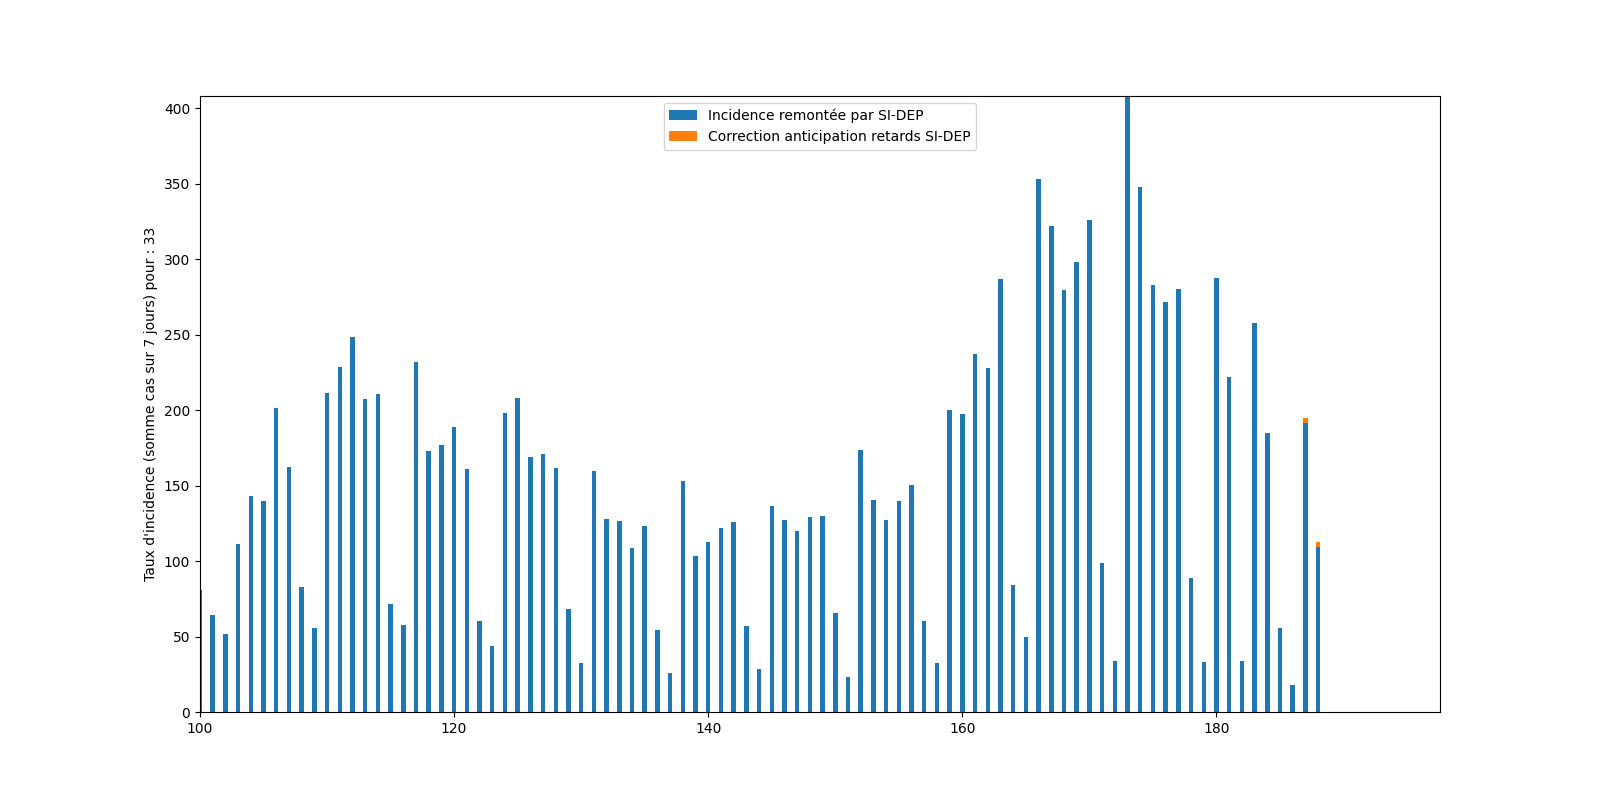 Incidence remontée par SI-DEP
Correction anticipation retards SI-DEP
Taux d'incidence (somme cas sur 7 jours) pour : 33
400
350
300
250
200
150
100
50
0
100 120 140 160 180